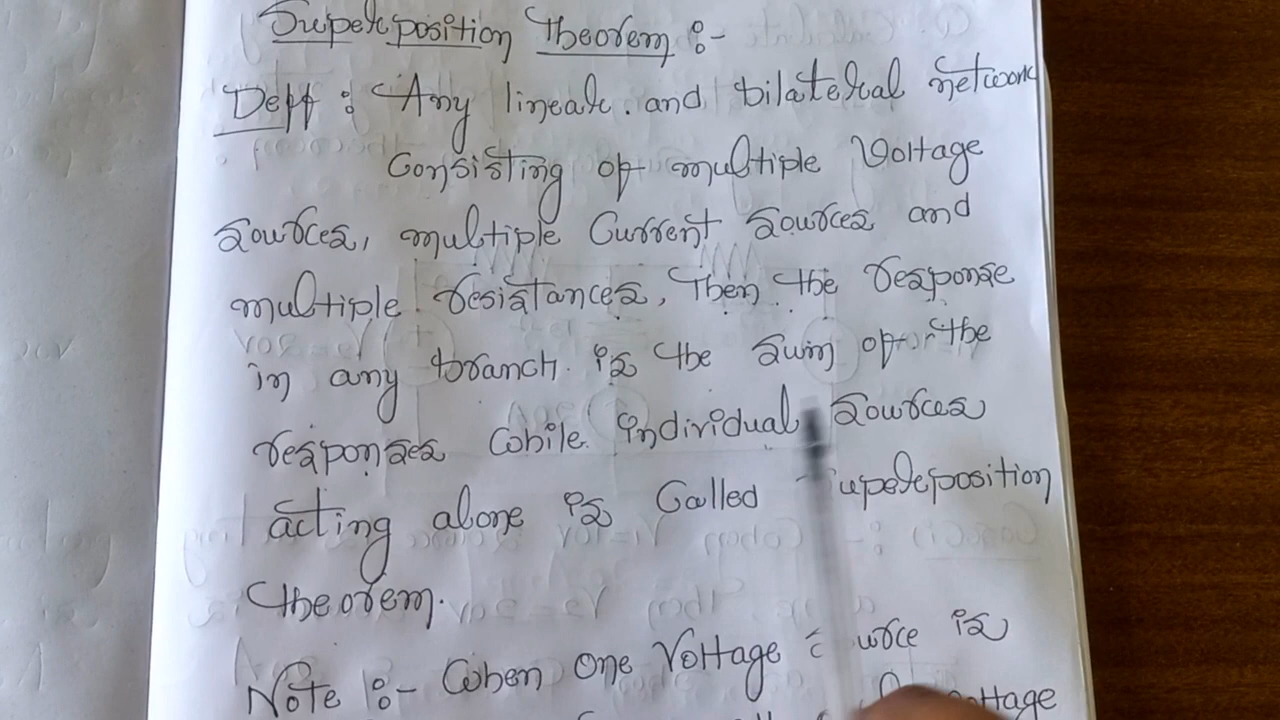 Superposition Theorem :-
Deff : Any linear and bilateral network
Consisting of multiple Voltage
sources, multiple Current sources and
multiple resistances, Then the response
in any branch is the sum of the
responses while individual sources
acting alone is Called Superposition
theorem.
Note :- When one Voltage source is